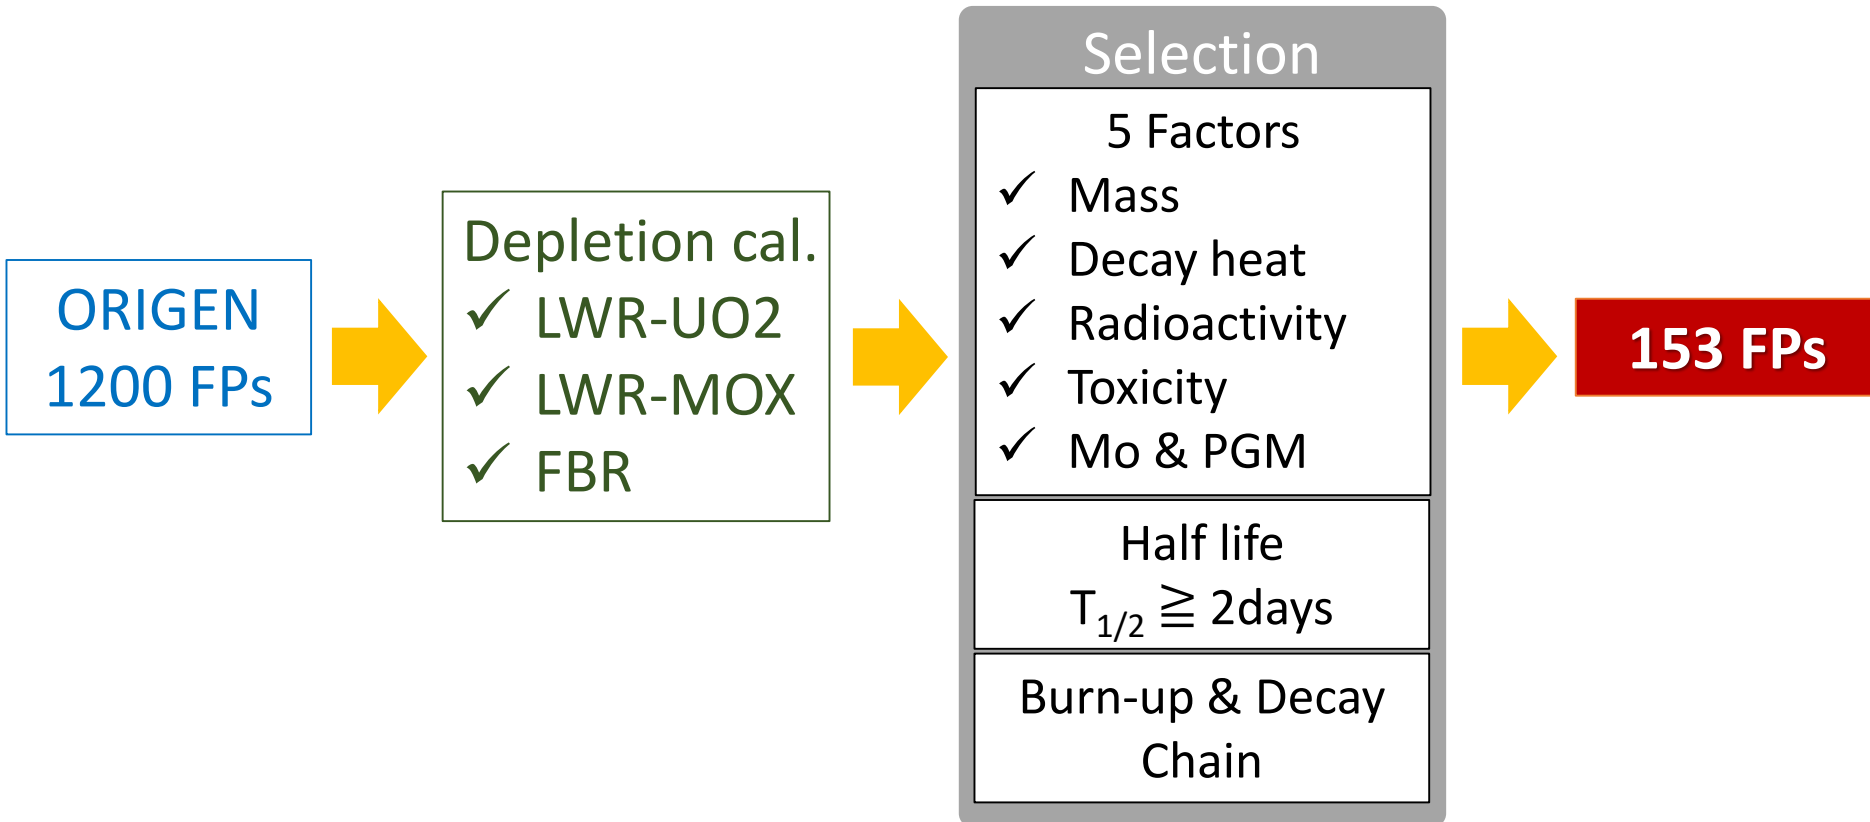 ORIGEN
1200 FPs
Depletion cal.
✓ LWR-UO2
✓ LWR-MOX
✓ FBR
Selection
5 Factors
✓ Mass
✓ Decay heat
✓ Radioactivity
✓ Toxicity
✓ Mo & PGM
Half life
T1/2 ≧ 2days
Burn-up & Decay
Chain
153 FPs